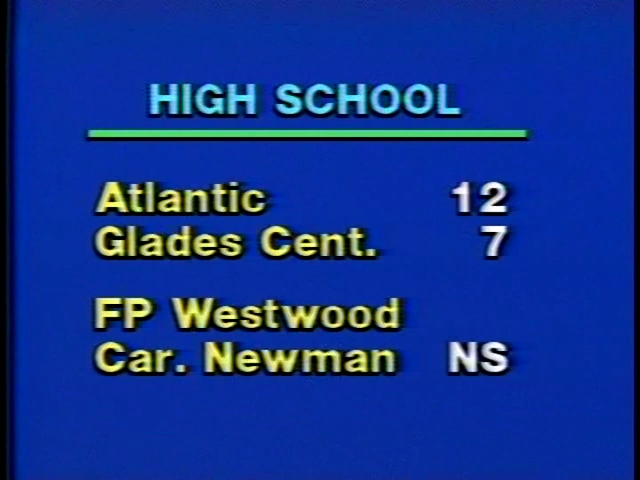 HIGH SCHOOL
Atlantic 12
Glades Cent. 7
FP Westwood
Car. Newman NS